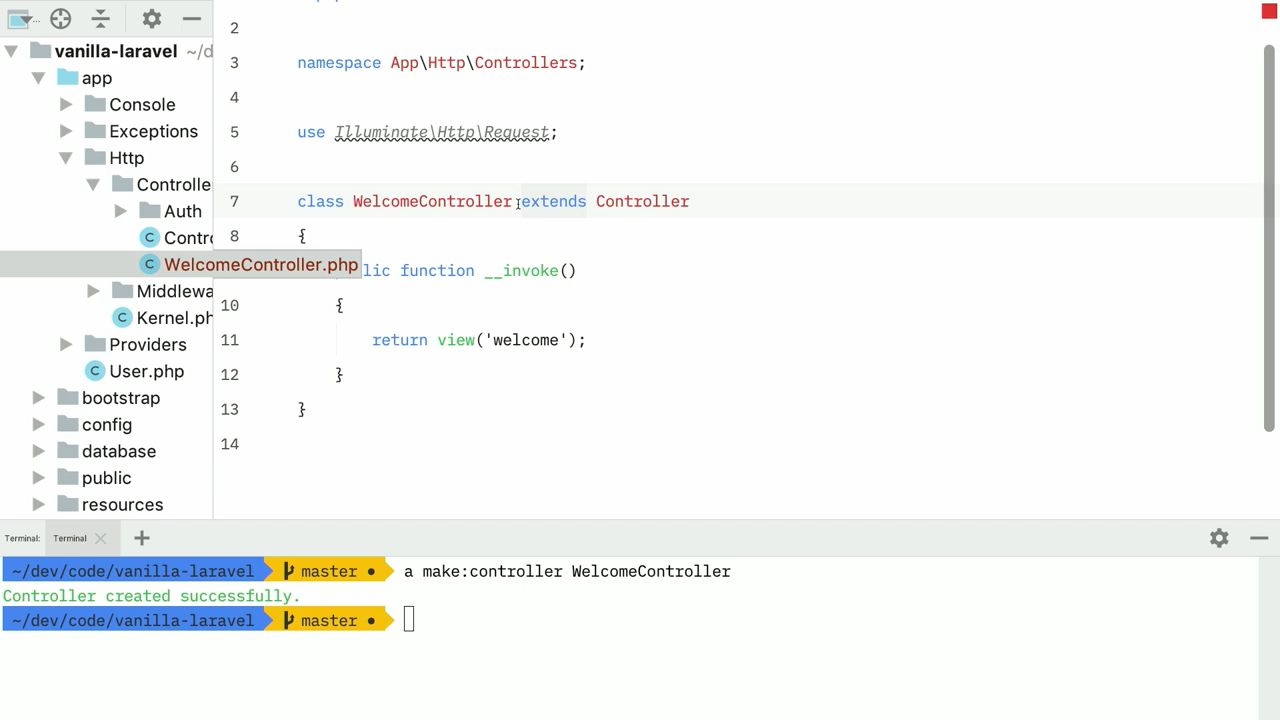 vanilla-laravel ~/d
app
Console
Exceptions
Http
Controlle
Auth
Contro
WelcomeController.php
Middlewa
Kernel.ph
Providers
User.php
bootstrap
config
database
public
resources
2
3 namespace App\Http\Controllers;
4
5 use Illuminate\Http\Request;
6
7 class WelcomeController extends Controller
8 {
lic function __invoke()
10 {
11 return view('welcome');
12 }
13 }
14
Terminal: Terminal
~/dev/code/vanilla-laravel master a make:controller WelcomeController
Controller created successfully.
~/dev/code/vanilla-laravel master